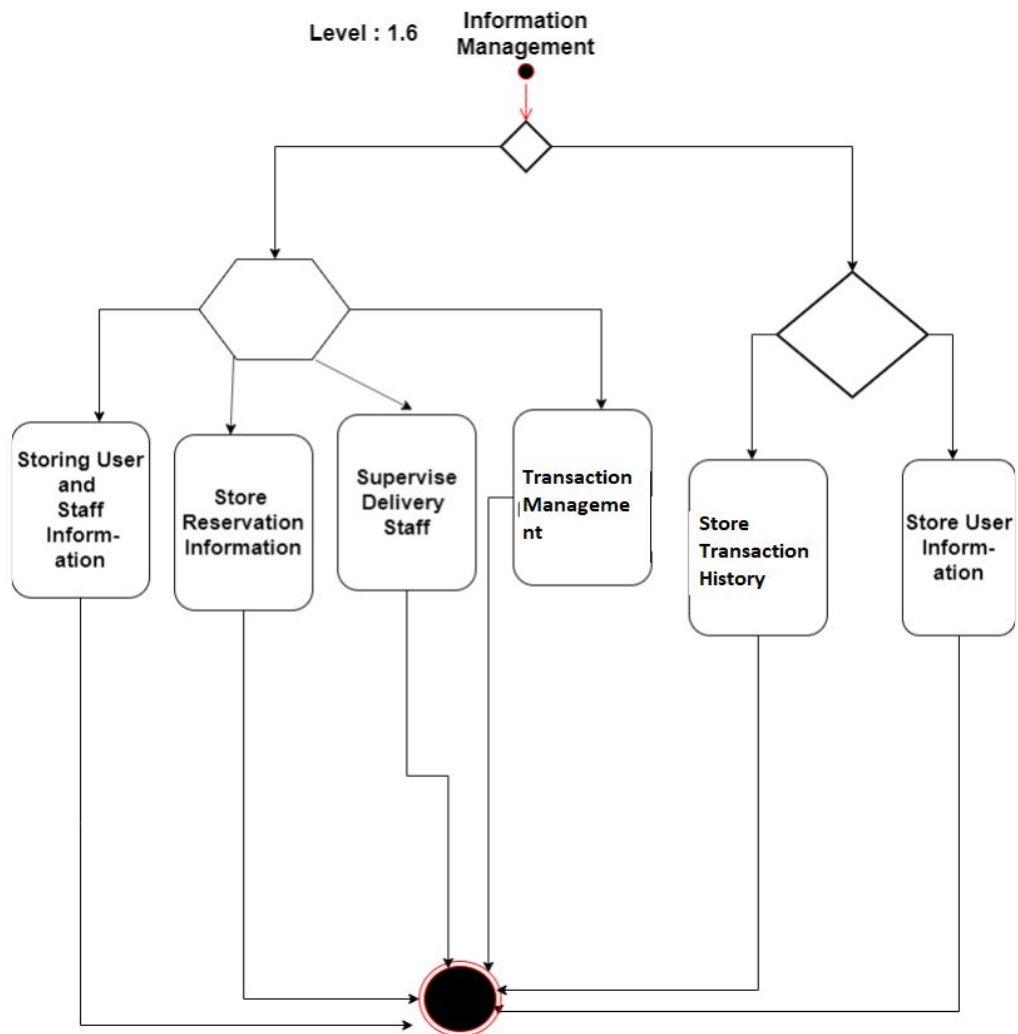 Level : 1.6
Information
Management
Storing User
and
Staff
Inform-
ation
Store
Reservation
Information
Supervise
Delivery
Staff
Transaction
Manageme
nt
Store
Transaction
History
Store User
Inform-
ation